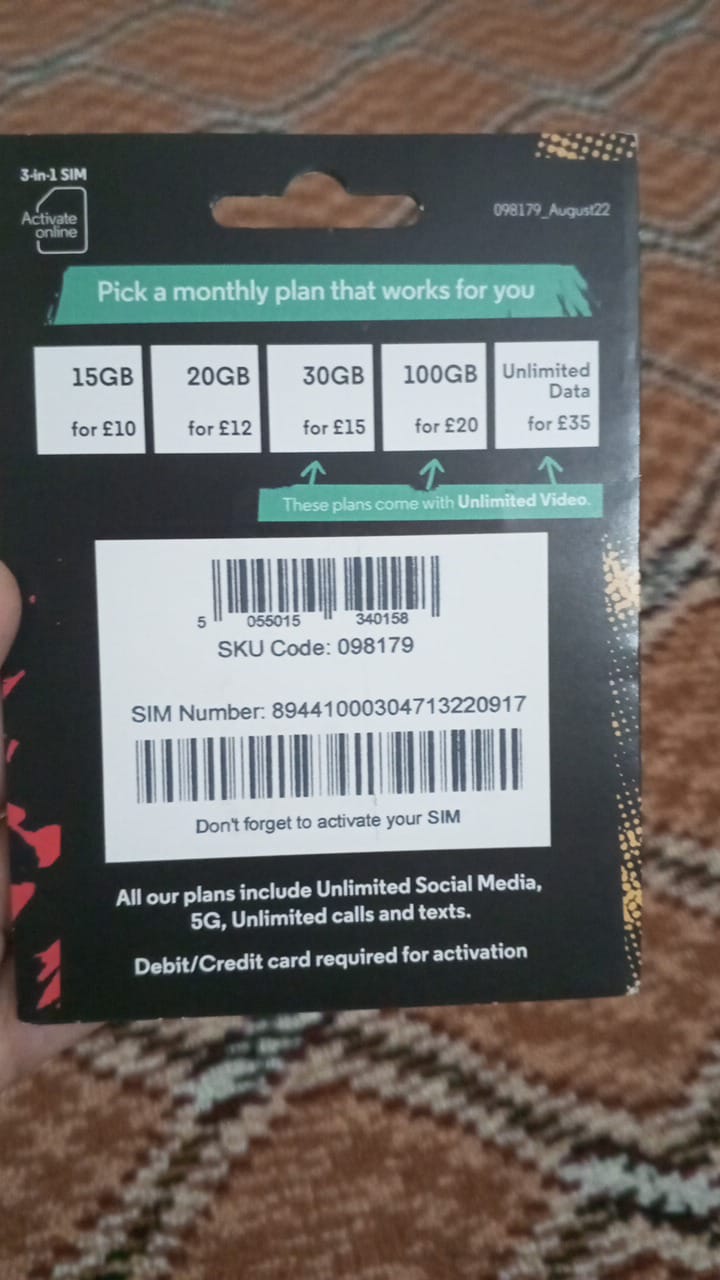 3-in-1 SIM
Activate
online
098179_August22
Pick a monthly plan that works for you
15GB
for £10
20GB
for £12
30GB
for £15
100GB
for £20
Unlimited
Data
for £35
These plans come with Unlimited Video.
5 055015 340158
SKU Code: 098179
SIM Number: 89441000304713220917
Don't forget to activate your SIM
All our plans include Unlimited Social Media,
5G, Unlimited calls and texts.
Debit/Credit card required for activation